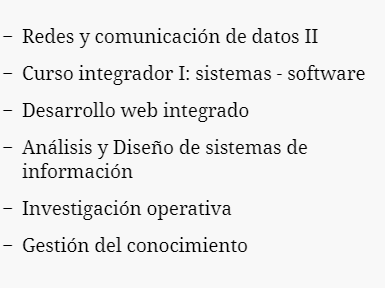 – Redes y comunicación de datos II
– Curso integrador I: sistemas - software
– Desarrollo web integrado
– Análisis y Diseño de sistemas de
información
– Investigación operativa
– Gestión del conocimiento